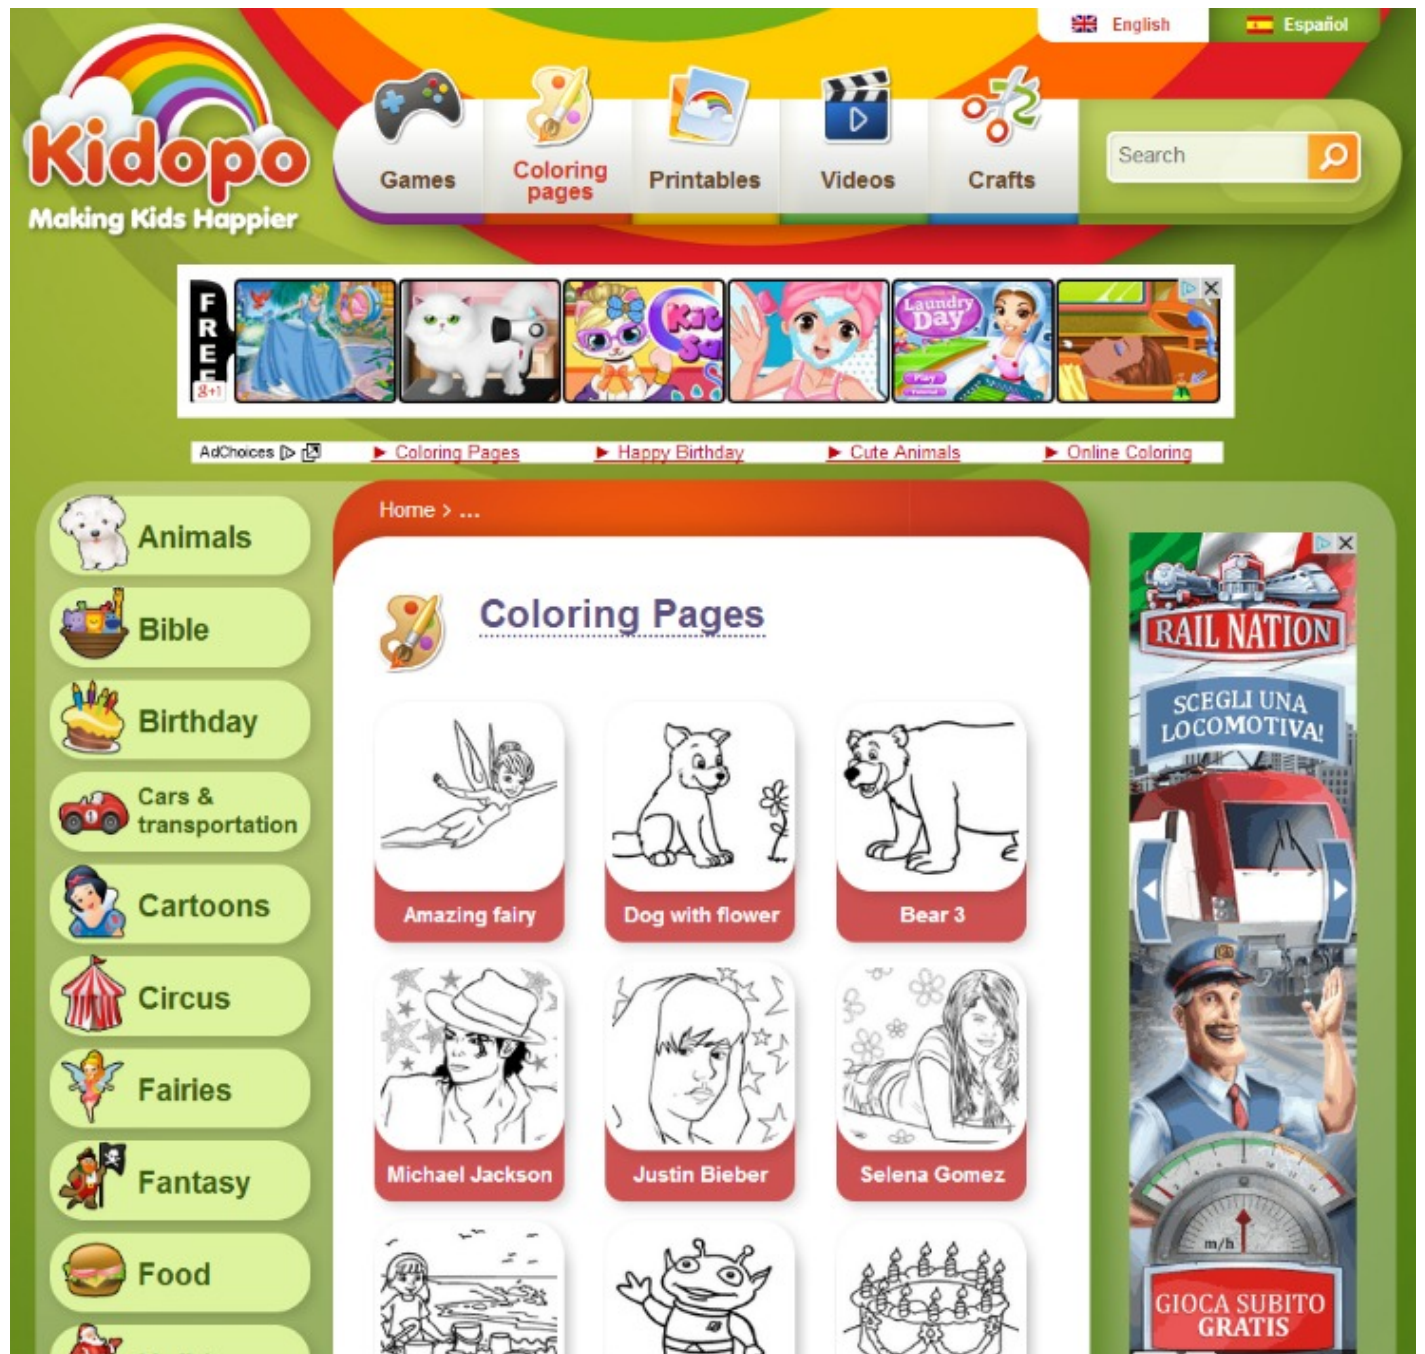 English
Español
Kidopo
Making Kids Happier
Games
Coloring
pages
Printables
Videos
Crafts
Search
FREE
g+1
Laundry
Day
Play
AdChoices
► Coloring Pages
► Happy Birthday
► Cute Animals
► Online Coloring
Animals
Bible
Birthday
Cars &
transportation
Cartoons
Circus
Fairies
Fantasy
Food
Home > ...
Coloring Pages
Amazing fairy
Dog with flower
Bear 3
Michael Jackson
Justin Bieber
Selena Gomez
RAIL NATION
SCEGLI UNA
LOCOMOTIVA!
m/h
GIOCA SUBITO
GRATIS